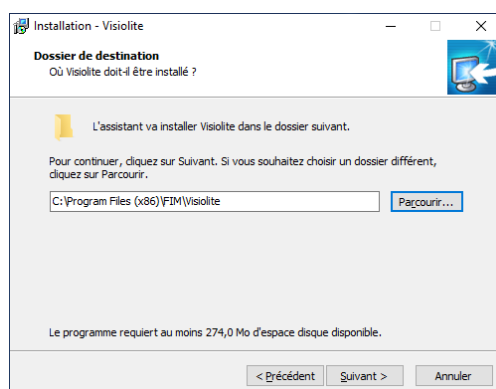 Installation - Visiolite
Dossier de destination
Où Visiolite doit-il être installé ?
L'assistant va installer Visiolite dans le dossier suivant.
Pour continuer, cliquez sur Suivant. Si vous souhaitez choisir un dossier différent,
cliquez sur Parcourir.
C:\Program Files (x86)\FIM\Visiolite
Parcourir...
Le programme requiert au moins 274,0 Mo d'espace disque disponible.
< Précédent
Suivant >
Annuler